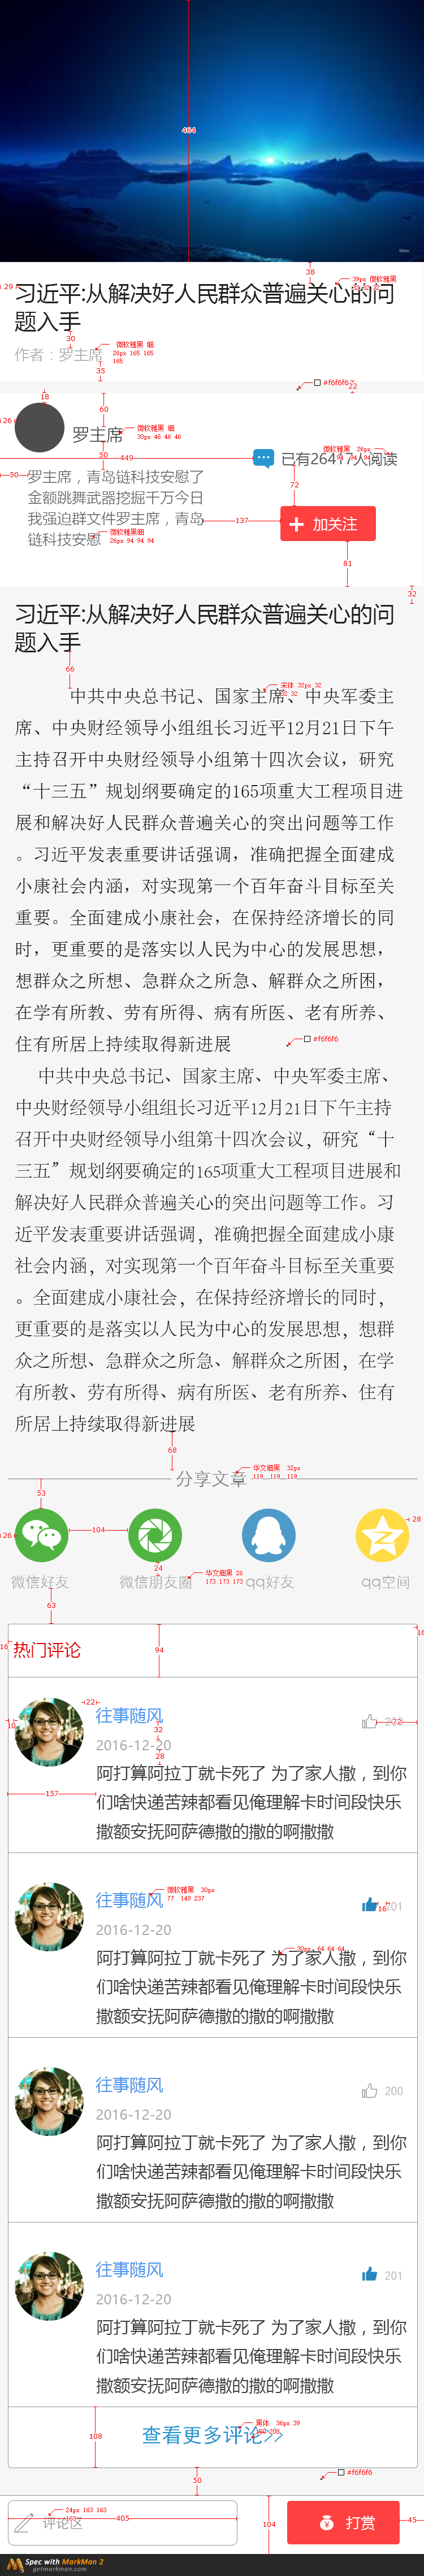 464
38
39px 微软雅黑
29
习近平:从解决好人民群众普遍关心的问
题入手
30
微软雅黑 细
26px 165 165
165
作者：罗主席
35
#f6f6f6
22
18
60
26
罗主席
微软雅黑 细
30px 46 46 46
50
449
微软雅黑 26px
94 94 94
已有26417人阅读
50
72
罗主席，青岛链科技安慰了
金额跳舞武器挖掘千万今日
我强迫群文件罗主席，青岛
链科技安慰
137
加关注
微软雅黑细
26px 94 94 94
81
32
习近平:从解决好人民群众普遍关心的问
题入手
66
宋体 32px 32
32 32
中共中央总书记、国家主席、中央军委主
席、中央财经领导小组组长习近平12月21日下午
主持召开中央财经领导小组第十四次会议，研究
“十三五”规划纲要确定的165项重大工程项目进
展和解决好人民群众普遍关心的突出问题等工作
。习近平发表重要讲话强调，准确把握全面建成
小康社会内涵，对实现第一个百年奋斗目标至关
重要。全面建成小康社会，在保持经济增长的同
时，更重要的是落实以人民为中心的发展思想，
想群众之所想、急群众之所急、解群众之所困，
在学有所教、劳有所得、病有所医、老有所养、
住有所居上持续取得新进展
#f6f6f6
中共中央总书记、国家主席、中央军委主席、
中央财经领导小组组长习近平12月21日下午主持
召开中央财经领导小组第十四次会议，研究“十
三五”规划纲要确定的165项重大工程项目进展和
解决好人民群众普遍关心的突出问题等工作。习
近平发表重要讲话强调，准确把握全面建成小康
社会内涵，对实现第一个百年奋斗目标至关重要
。全面建成小康社会，在保持经济增长的同时，
更重要的是落实以人民为中心的发展思想，想群
众之所想、急群众之所急、解群众之所困，在学
有所教、劳有所得、病有所医、老有所养、住有
所居上持续取得新进展
68
华文细黑 32px
119 119 119
分享文章
53
26
104
28
24
华文细黑 26
173 173 173
微信好友
微信朋友圈
qq好友
qq空间
63
16
16
热门评论
94
22
10
往事随风
32
72
2016-12-20
28
阿打算阿拉丁就卡死了 为了家人撒，到你
们啥快递苦辣都看见俺理解卡时间段快乐
撒额安抚阿萨德撒的撒的啊撒撒
157
微软雅黑 30px
77 149 237
往事随风
16
201
2016-12-20
30px 64 64 64
阿打算阿拉丁就卡死了 为了家人撒，到你
们啥快递苦辣都看见俺理解卡时间段快乐
撒额安抚阿萨德撒的撒的啊撒撒
往事随风
200
2016-12-20
阿打算阿拉丁就卡死了 为了家人撒，到你
们啥快递苦辣都看见俺理解卡时间段快乐
撒额安抚阿萨德撒的撒的啊撒撒
往事随风
201
2016-12-20
阿打算阿拉丁就卡死了 为了家人撒，到你
们啥快递苦辣都看见俺理解卡时间段快乐
撒额安抚阿萨德撒的撒的啊撒撒
108
黑体 36px 39
查看更多评论>>
50
#f6f6f6
24px 163 163
163
评论区
405
104
打赏
45
Spec with MarkMan 2
getmarkman.com